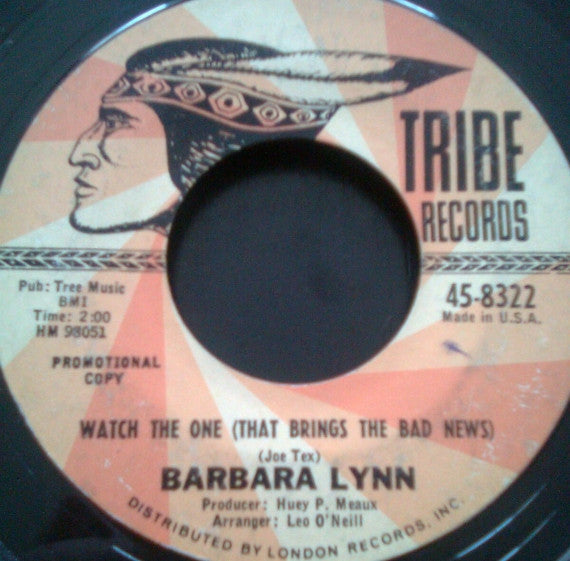 TRIBE
RECORDS
Pub: Tree Music
BMI
Time: 2:00
HM 98051
45-8322
Made in U.S.A.
PROMOTIONAL
COPY
WATCH THE ONE (THAT BRINGS THE BAD NEWS)
(Joe Tex)
BARBARA LYNN
Producer: Huey P. Meaux
Arranger: Leo O'Neill
DISTRIBUTED BY LONDON RECORDS, INC.